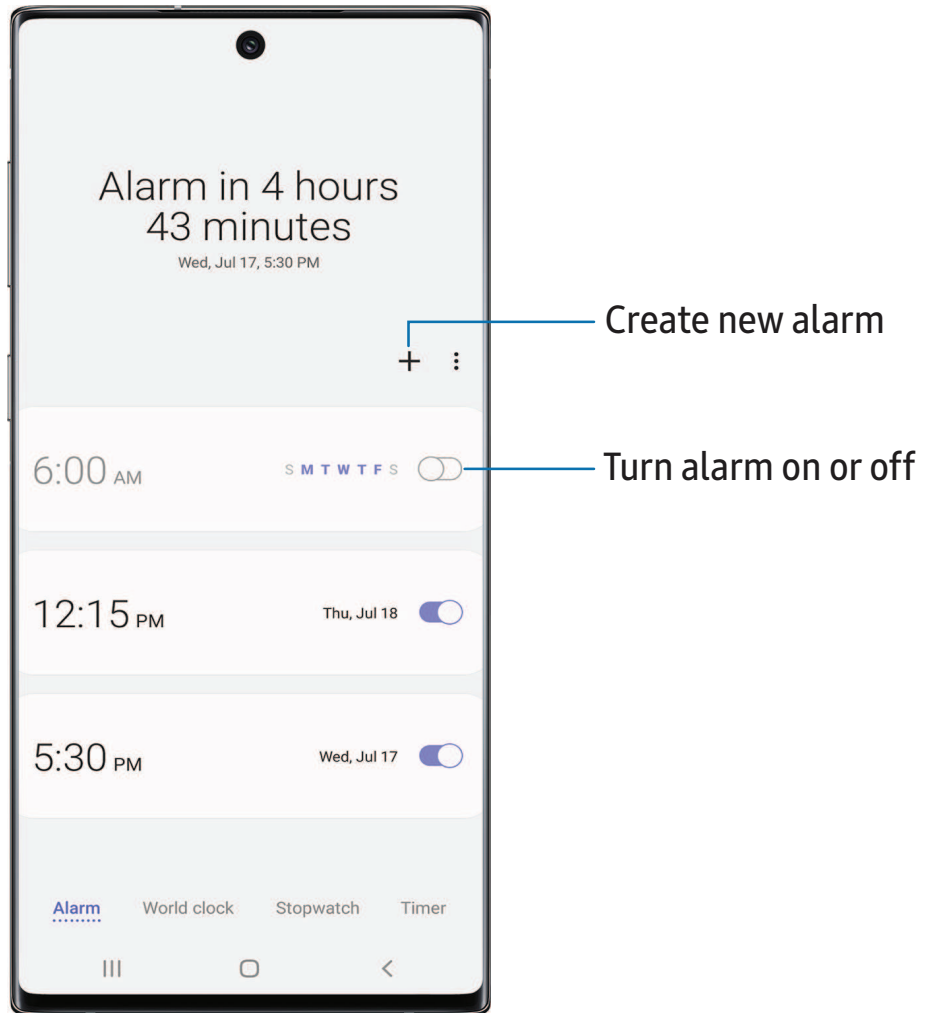 Alarm in 4 hours
43 minutes
Wed, Jul 17, 5:30 PM
Create new alarm
6:00 AM S M T W T F S
Turn alarm on or off
12:15 PM Thu, Jul 18
5:30 PM Wed, Jul 17
Alarm World clock Stopwatch Timer